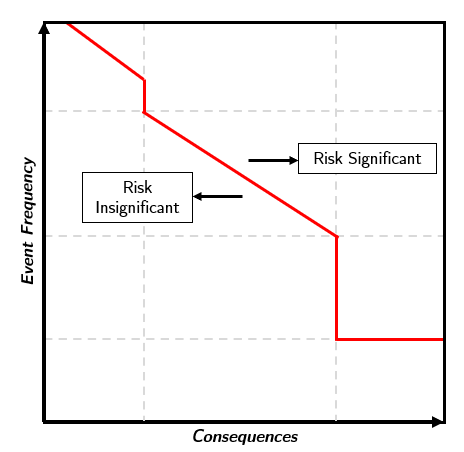 Risk Significant
Risk
Insignificant
Event Frequency
Consequences